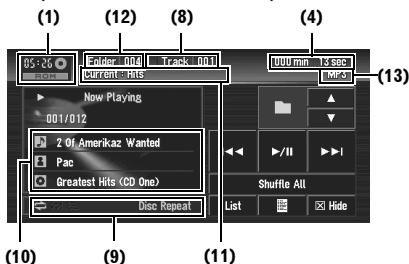 (1) (12) (8) (4)
05:26 Folder 004 Track 001 000 min 13 sec
ROM Current : Hits MP3 (13)
Now Playing
001/012
2 Of Amerikaz Wanted
Pac
Greatest Hits (CD One) Shuffle All
Disc Repeat List Hide
(10) (9) (11)